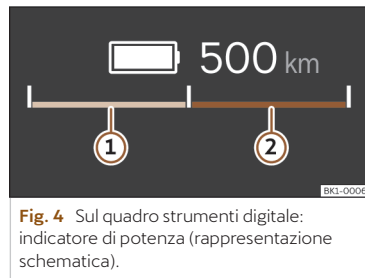 500 km
1 2
BK1-0006
Fig. 4 Sul quadro strumenti digitale:
indicatore di potenza (rappresentazione
schematica).